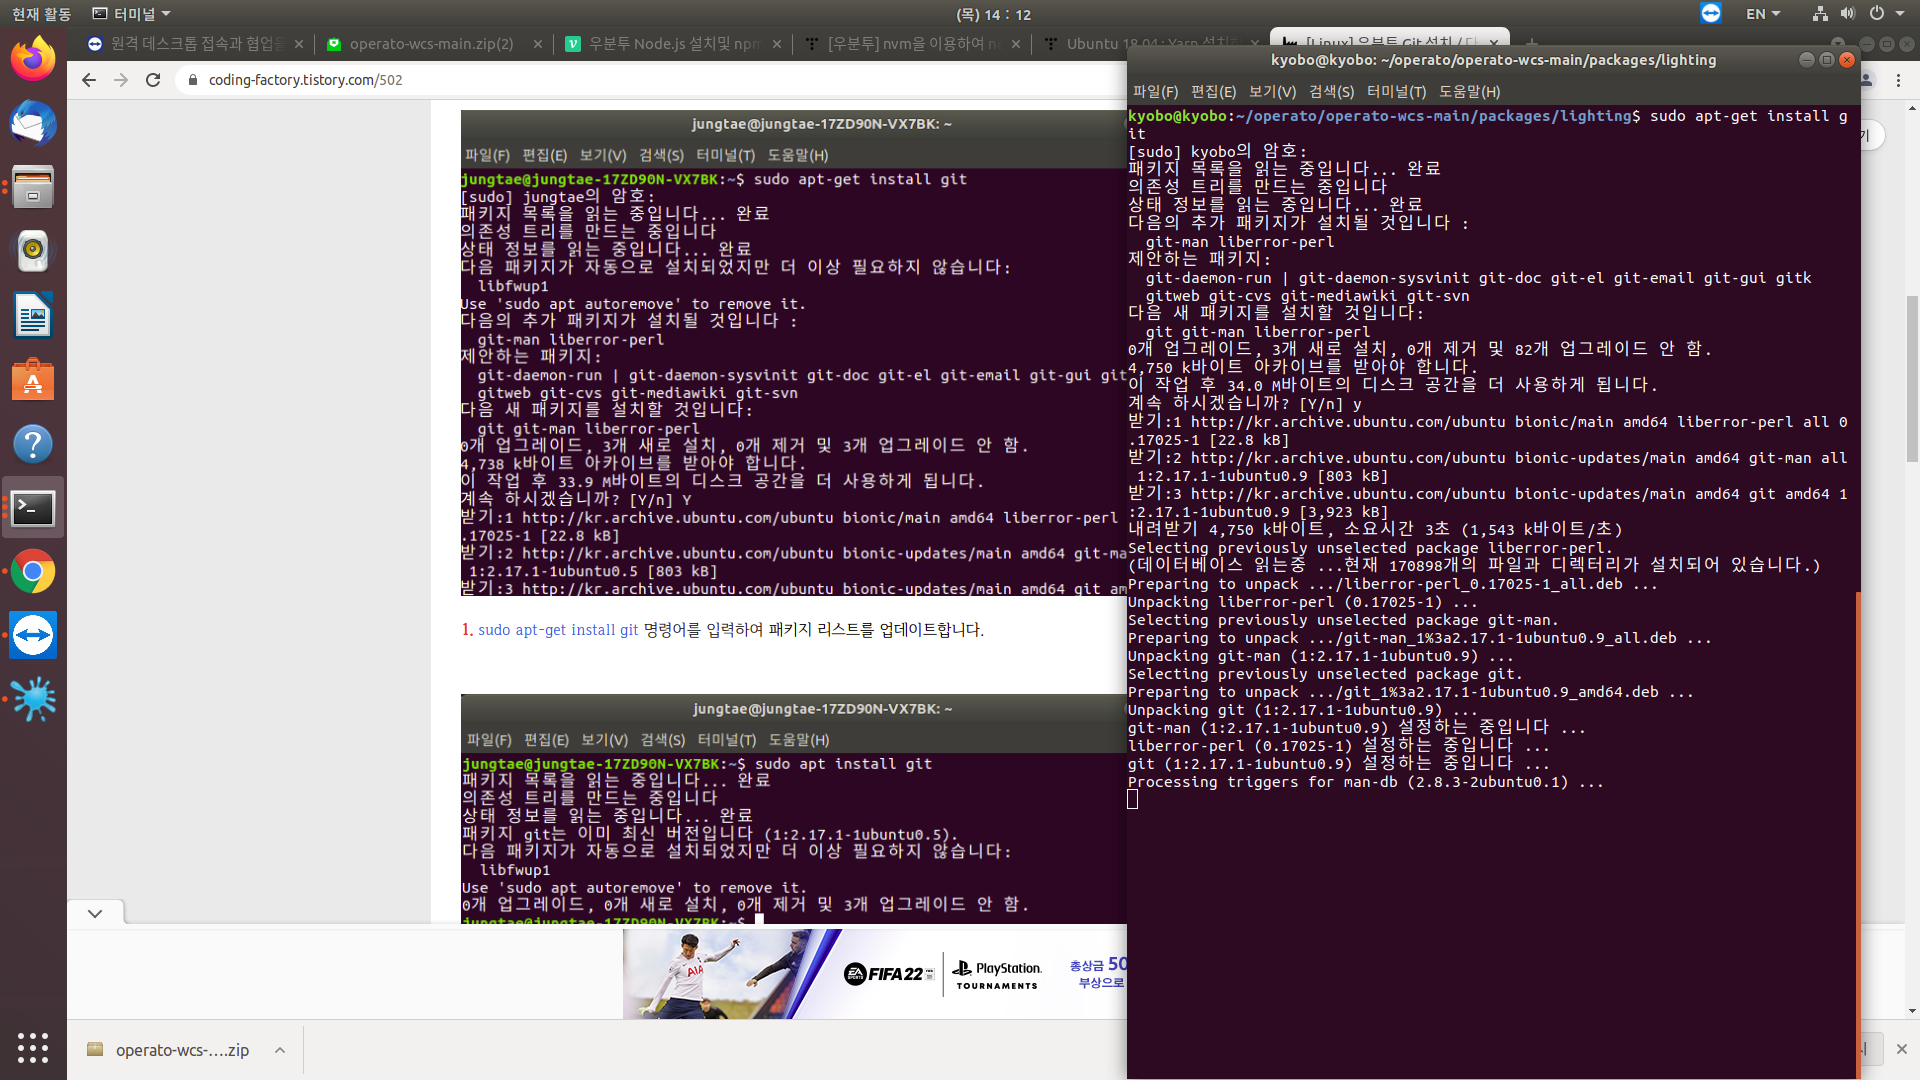 현재 활동
터미널
(목) 14 : 12
EN
원격 데스크톱 접속과 협업을
operato-wcs-main.zip(2)
우분투 Node.js 설치및 npm
[우분투] nvm을 이용하여 no
Ubuntu 18.04 : Yarn 설치
[Linux] 우분투 Git 설치 / 다
coding-factory.tistory.com/502
jungtae@jungtae-17ZD90N-VX7BK: ~
파일(F) 편집(E) 보기(V) 검색(S) 터미널(T) 도움말(H)
jungtae@jungtae-17ZD90N-VX7BK:~$ sudo apt-get install git
[sudo] jungtae의 암호:
패키지 목록을 읽는 중입니다... 완료
의존성 트리를 만드는 중입니다
상태 정보를 읽는 중입니다... 완료
다음 패키지가 자동으로 설치되었지만 더 이상 필요하지 않습니다:
libfwup1
Use 'sudo apt autoremove' to remove it.
다음의 추가 패키지가 설치될 것입니다 :
git-man liberror-perl
제안하는 패키지:
git-daemon-run | git-daemon-sysvinit git-doc git-el git-email git-gui git
gitweb git-cvs git-mediawiki git-svn
다음 새 패키지를 설치할 것입니다:
git git-man liberror-perl
0개 업그레이드, 3개 새로 설치, 0개 제거 및 3개 업그레이드 안 함.
4,738 k바이트 아카이브를 받아야 합니다.
이 작업 후 33.9 M바이트의 디스크 공간을 더 사용하게 됩니다.
계속 하시겠습니까? [Y/n] Y
받기:1 http://kr.archive.ubuntu.com/ubuntu bionic/main amd64 liberror-perl
.17025-1 [22.8 kB]
받기:2 http://kr.archive.ubuntu.com/ubuntu bionic-updates/main amd64 git-ma
1:2.17.1-1ubuntu0.5 [803 kB]
받기:3 http://kr.archive.ubuntu.com/ubuntu bionic-updates/main amd64 git am
1. sudo apt-get install git 명령어를 입력하여 패키지 리스트를 업데이트합니다.
jungtae@jungtae-17ZD90N-VX7BK: ~
파일(F) 편집(E) 보기(V) 검색(S) 터미널(T) 도움말(H)
jungtae@jungtae-17ZD90N-VX7BK:~$ sudo apt install git
패키지 목록을 읽는 중입니다... 완료
의존성 트리를 만드는 중입니다
상태 정보를 읽는 중입니다... 완료
패키지 git는 이미 최신 버전입니다 (1:2.17.1-1ubuntu0.5).
다음 패키지가 자동으로 설치되었지만 더 이상 필요하지 않습니다:
libfwup1
Use 'sudo apt autoremove' to remove it.
0개 업그레이드, 0개 새로 설치, 0개 제거 및 3개 업그레이드 안 함.
jungtae@jungtae-17ZD90N-VX7BK:~$
AIA
EA SPORTS FIFA 22
PlayStation.
TOURNAMENTS
총상금 50
부상으로
operato-wcs-....zip
kyobo@kyobo: ~/operato/operato-wcs-main/packages/lighting
파일(F) 편집(E) 보기(V) 검색(S) 터미널(T) 도움말(H)
kyobo@kyobo:~/operato/operato-wcs-main/packages/lighting$ sudo apt-get install g
it
[sudo] kyobo의 암호:
패키지 목록을 읽는 중입니다... 완료
의존성 트리를 만드는 중입니다
상태 정보를 읽는 중입니다... 완료
다음의 추가 패키지가 설치될 것입니다 :
git-man liberror-perl
제안하는 패키지:
git-daemon-run | git-daemon-sysvinit git-doc git-el git-email git-gui gitk
gitweb git-cvs git-mediawiki git-svn
다음 새 패키지를 설치할 것입니다:
git git-man liberror-perl
0개 업그레이드, 3개 새로 설치, 0개 제거 및 82개 업그레이드 안 함.
4,750 k바이트 아카이브를 받아야 합니다.
이 작업 후 34.0 M바이트의 디스크 공간을 더 사용하게 됩니다.
계속 하시겠습니까? [Y/n] y
받기:1 http://kr.archive.ubuntu.com/ubuntu bionic/main amd64 liberror-perl all 0
.17025-1 [22.8 kB]
받기:2 http://kr.archive.ubuntu.com/ubuntu bionic-updates/main amd64 git-man all
1:2.17.1-1ubuntu0.9 [803 kB]
받기:3 http://kr.archive.ubuntu.com/ubuntu bionic-updates/main amd64 git amd64 1
:2.17.1-1ubuntu0.9 [3,923 kB]
내려받기 4,750 k바이트, 소요시간 3초 (1,543 k바이트/초)
Selecting previously unselected package liberror-perl.
(데이터베이스 읽는중 ...현재 170898개의 파일과 디렉터리가 설치되어 있습니다.)
Preparing to unpack .../liberror-perl_0.17025-1_all.deb ...
Unpacking liberror-perl (0.17025-1) ...
Selecting previously unselected package git-man.
Preparing to unpack .../git-man_1%3a2.17.1-1ubuntu0.9_all.deb ...
Unpacking git-man (1:2.17.1-1ubuntu0.9) ...
Selecting previously unselected package git.
Preparing to unpack .../git_1%3a2.17.1-1ubuntu0.9_amd64.deb ...
Unpacking git (1:2.17.1-1ubuntu0.9) ...
git-man (1:2.17.1-1ubuntu0.9) 설정하는 중입니다 ...
liberror-perl (0.17025-1) 설정하는 중입니다 ...
git (1:2.17.1-1ubuntu0.9) 설정하는 중입니다 ...
Processing triggers for man-db (2.8.3-2ubuntu0.1) ...